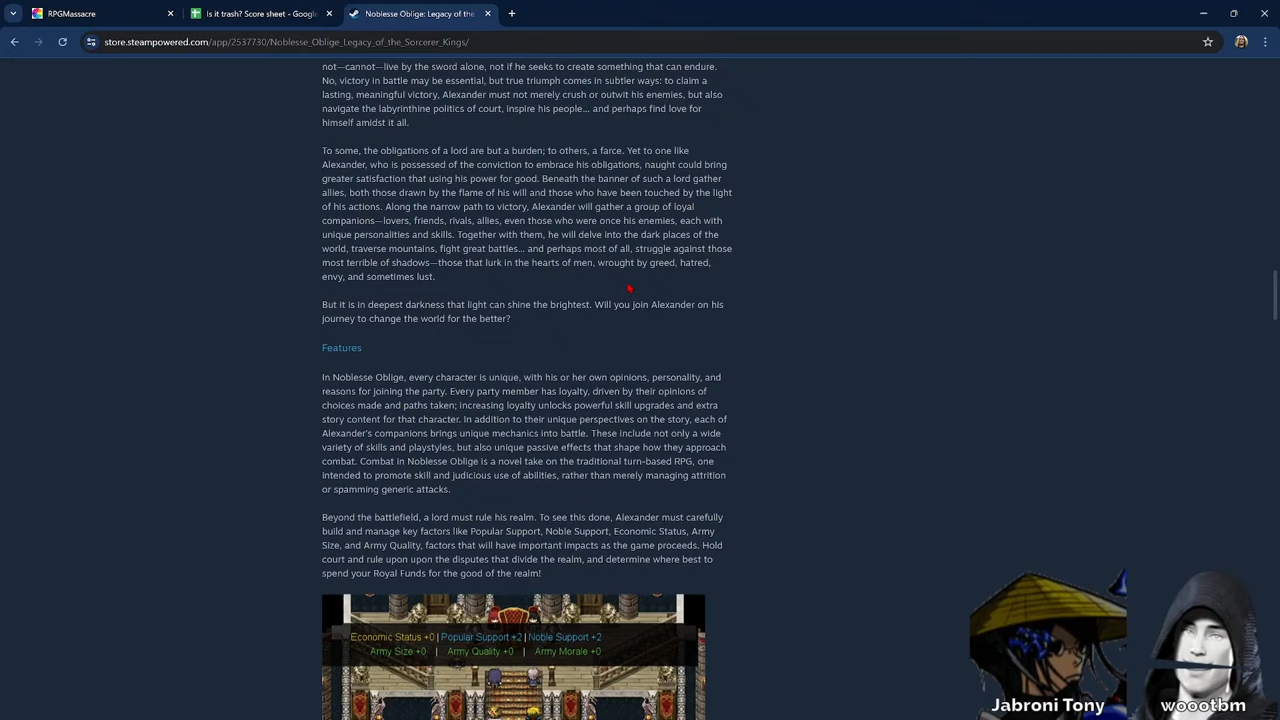 RPGMassacre
Is it trash? Score sheet - Google
Noblesse Oblige: Legacy of the
store.steampowered.com/app/2537730/Noblesse_Oblige_Legacy_of_the_Sorcerer_Kings/
not—cannot—live by the sword alone, not if he seeks to create something that can endure.
No, victory in battle may be essential, but true triumph comes in subtler ways: to claim a
lasting, meaningful victory, Alexander must not merely crush or outwit his enemies, but also
navigate the labyrinthine politics of court, inspire his people... and perhaps find love for
himself amidst it all.
To some, the obligations of a lord are but a burden; to others, a farce. Yet to one like
Alexander, who is possessed of the conviction to embrace his obligations, naught could bring
greater satisfaction that using his power for good. Beneath the banner of such a lord gather
allies, both those drawn by the flame of his will and those who have been touched by the light
of his actions. Along the narrow path to victory, Alexander will gather a group of loyal
companions—lovers, friends, rivals, allies, even those who were once his enemies, each with
unique personalities and skills. Together with them, he will delve into the dark places of the
world, traverse mountains, fight great battles... and perhaps most of all, struggle against those
most terrible of shadows—those that lurk in the hearts of men, wrought by greed, hatred,
envy, and sometimes lust.
But it is in deepest darkness that light can shine the brightest. Will you join Alexander on his
journey to change the world for the better?
Features
In Noblesse Oblige, every character is unique, with his or her own opinions, personality, and
reasons for joining the party. Every party member has loyalty, driven by their opinions of
choices made and paths taken; increasing loyalty unlocks powerful skill upgrades and extra
story content for that character. In addition to their unique perspectives on the story, each of
Alexander's companions brings unique mechanics into battle. These include not only a wide
variety of skills and playstyles, but also unique passive effects that shape how they approach
combat. Combat in Noblesse Oblige is a novel take on the traditional turn-based RPG, one
intended to promote skill and judicious use of abilities, rather than merely managing attrition
or spamming generic attacks.
Beyond the battlefield, a lord must rule his realm. To see this done, Alexander must carefully
build and manage key factors like Popular Support, Noble Support, Economic Status, Army
Size, and Army Quality, factors that will have important impacts as the game proceeds. Hold
court and rule upon upon the disputes that divide the realm, and determine where best to
spend your Royal Funds for the good of the realm!
Economic Status +0 | Popular Support +2 | Noble Support +2
Army Size +0 | Army Quality +0 | Army Morale +0
Jabroni Tony
woootbm